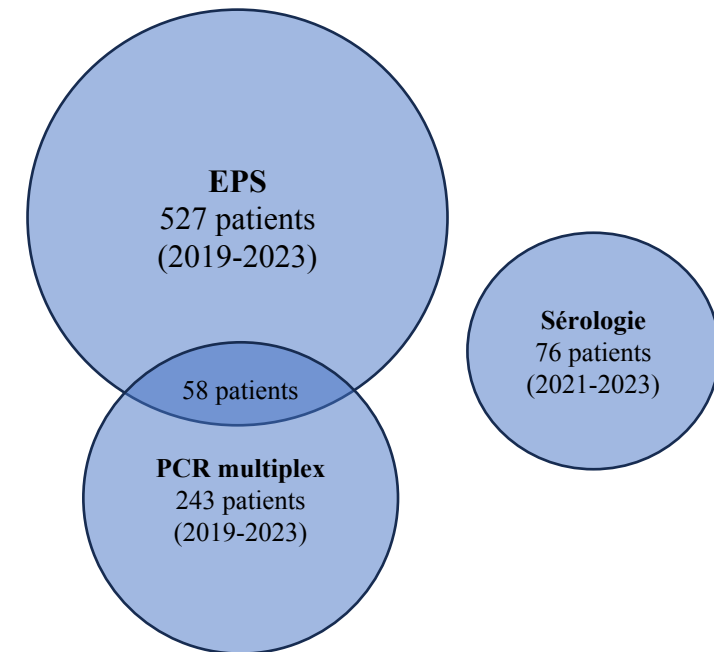 EPS
527 patients
(2019-2023)
58 patients
PCR multiplex
243 patients
(2019-2023)
Sérologie
76 patients
(2021-2023)